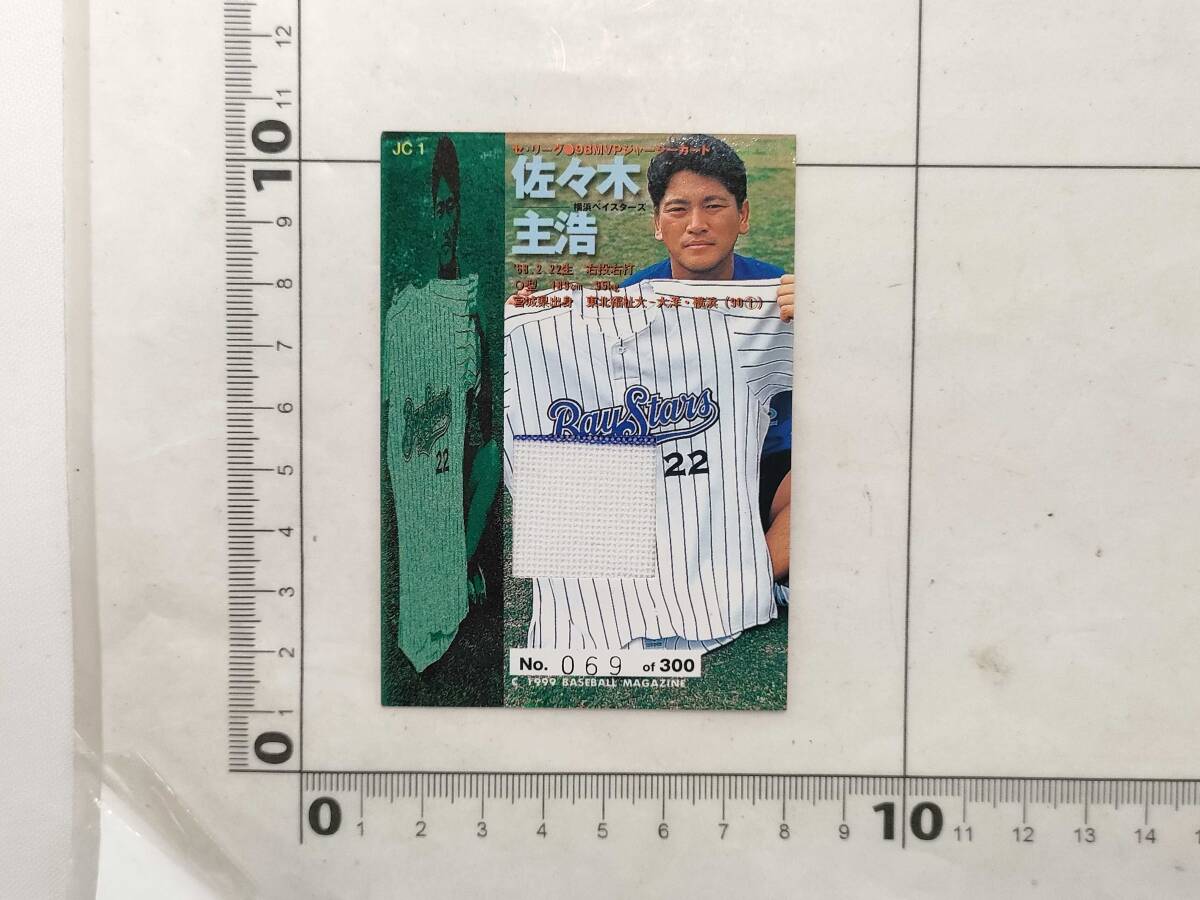 JC 1
セ・リーグ●98MVPジャージーカード
佐々木
横浜ベイスターズ
主浩
'68.2.22生 右投右打
O型 189cm 95kg
宮城県出身 東北福祉大-大洋・横浜 (90①)
BayStars
22
22
No. 069 of 300
C 1999 BASEBALL MAGAZINE
12
11
10
9
8
7
6
5
4
3
2
1
0
0 1 2 3 4 5 6 7 8 9 10 11 12 13 14